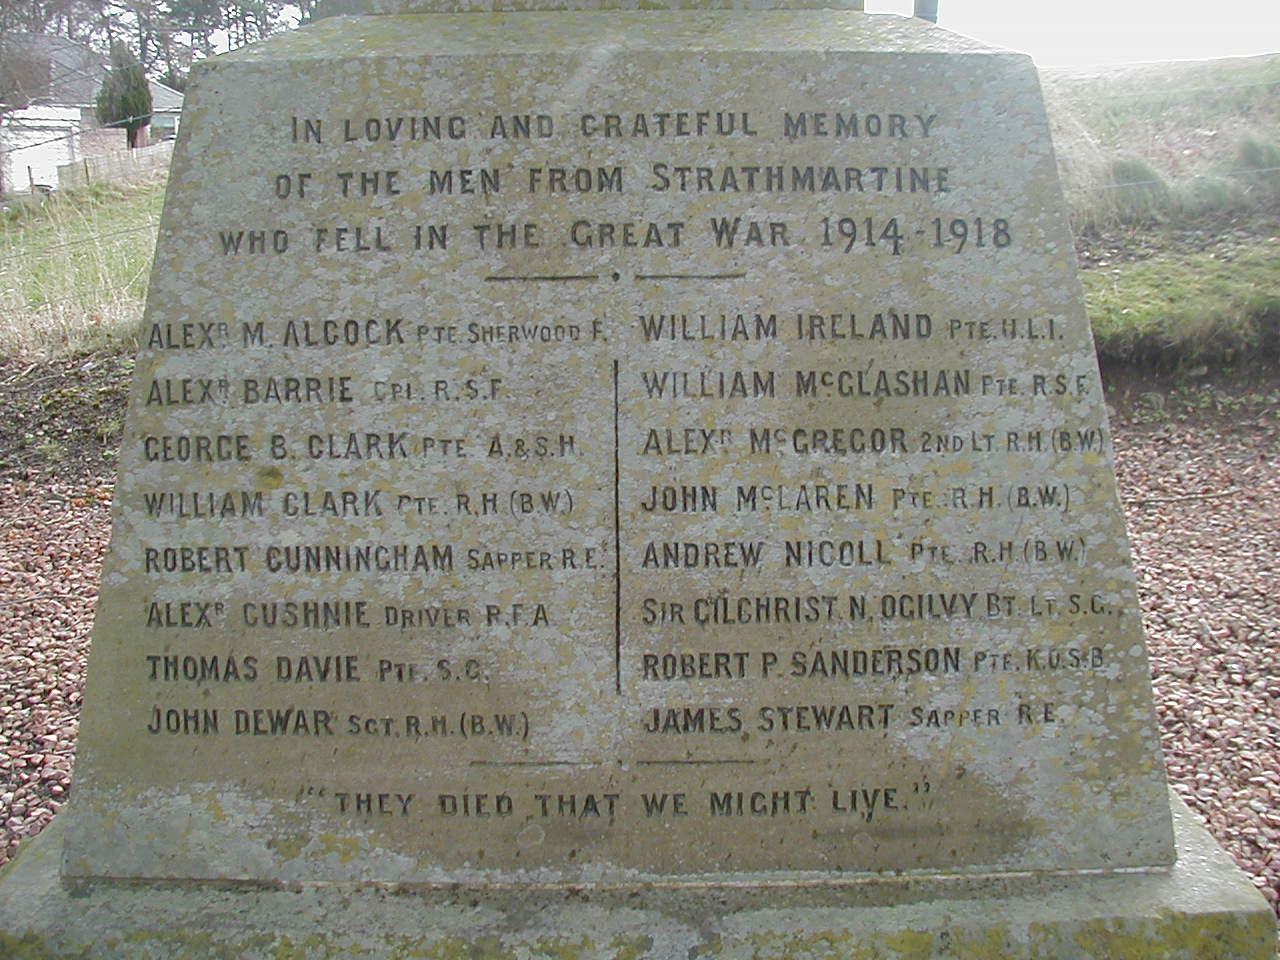 IN LOVING AND GRATEFUL MEMORY
OF THE MEN FROM STRATHMARTINE
WHO FELL IN THE GREAT WAR 1914-1918
ALEXR M. ALCOCK PTE. SHERWOOD F.
ALEXR BARRIE CPL. R.S.F.
GEORGE B. CLARK PTE A.&S.H.
WILLIAM CLARK PTE. R.H (B.W)
ROBERT CUNNINGHAM SAPPER R.E.
ALEXR CUSHNIE DRIVER R.F.A
THOMAS DAVIE PTE. S.G.
JOHN DEWAR SGT. R.H. (B.W.)
WILLIAM IRELAND PTE. H.L.I.
WILLIAM MCGLASHAN PTE. R.S.F.
ALEXR MCGREGOR 2ND LT. R.H. (B.W)
JOHN MCLAREN PTE. R.H. (B.W.)
ANDREW NICOLL PTE. R.H (B.W.)
SIR GILCHRIST N. OGILVY BT. LT. S.G.
ROBERT P. SANDERSON PTE. K.O.S.B.
JAMES STEWART SAPPER R.E.
"THEY DIED THAT WE MIGHT LIVE."